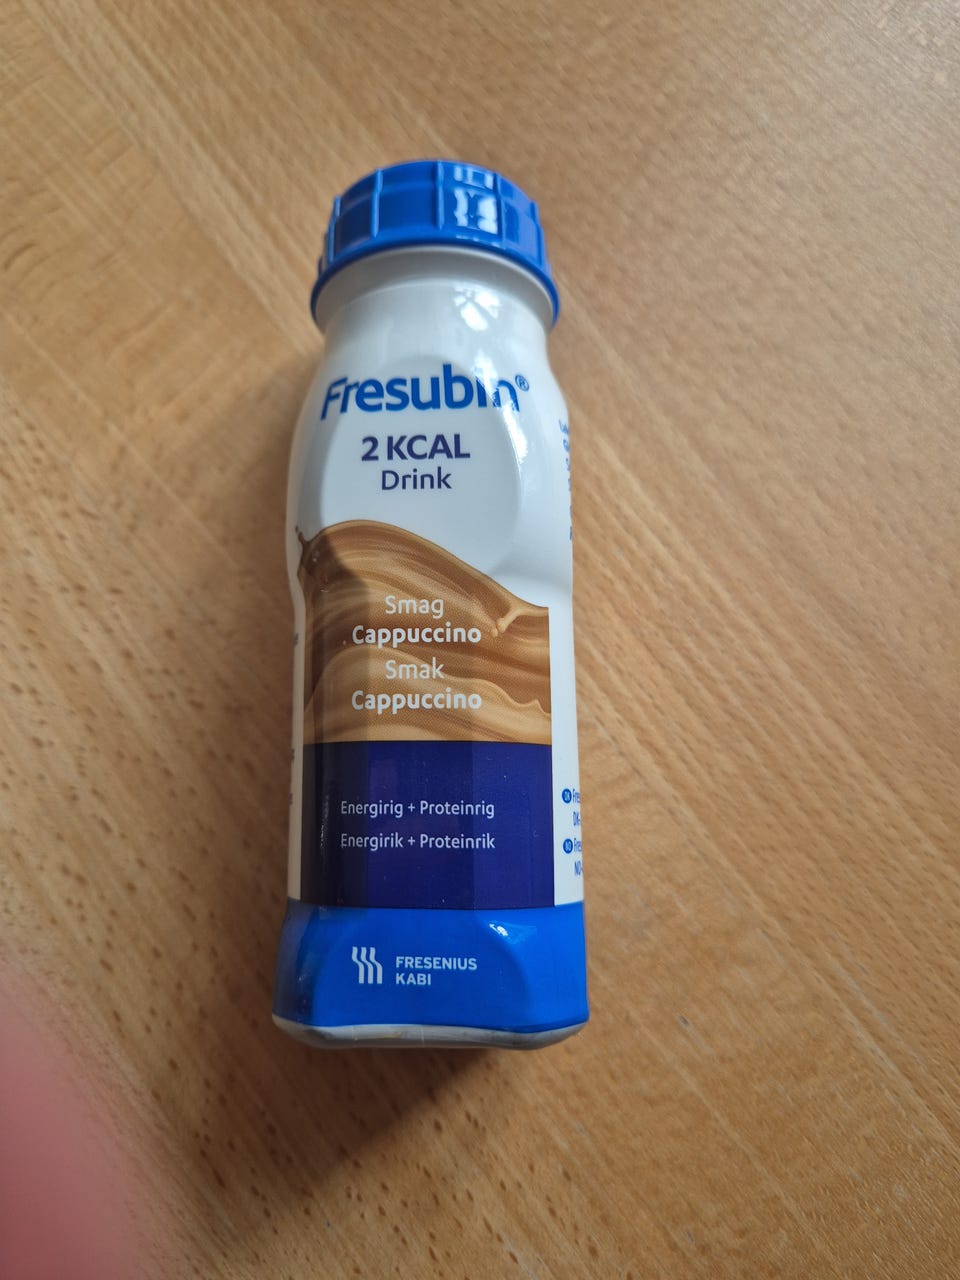 Fresubin®
2 KCAL
Drink
Smag
Cappuccino
Smak
Cappuccino
Energirig + Proteinrig
Energirik + Proteinrik
FRESENIUS
KABI